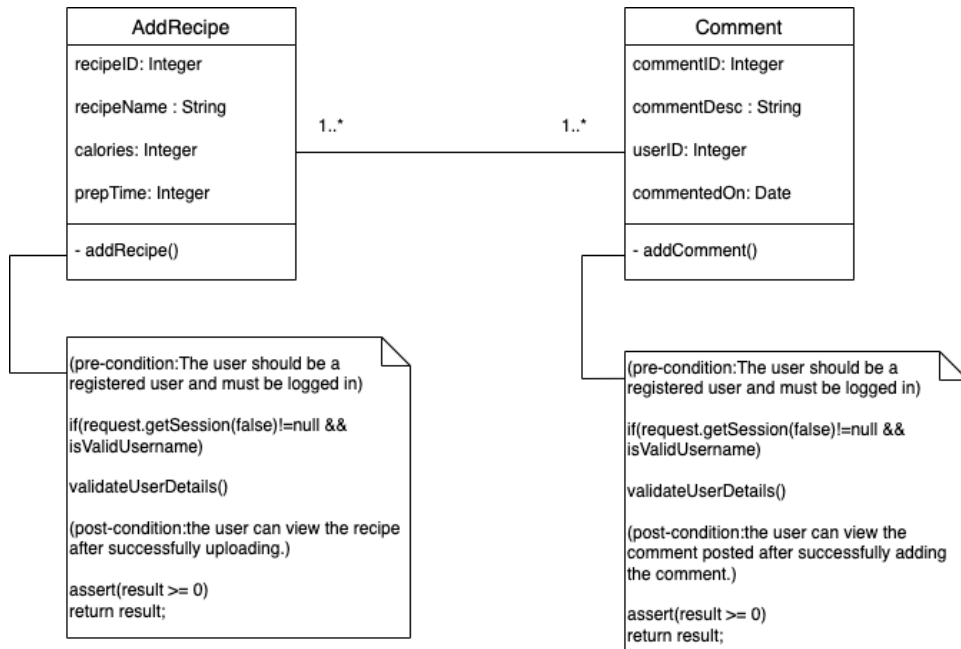 AddRecipe
recipeID: Integer
recipeName : String
calories: Integer
prepTime: Integer
- addRecipe()
1..*
1..*
Comment
commentID: Integer
commentDesc : String
userID: Integer
commentedOn: Date
- addComment()
(pre-condition:The user should be a
registered user and must be logged in)
if(request.getSession(false)!=null &&
isValidUsername)
validateUserDetails()
(post-condition:the user can view the recipe
after successfully uploading.)
assert(result >= 0)
return result;
(pre-condition:The user should be a
registered user and must be logged in)
if(request.getSession(false)!=null &&
isValidUsername)
validateUserDetails()
(post-condition:the user can view the
comment posted after successfully adding
the comment.)
assert(result >= 0)
return result;